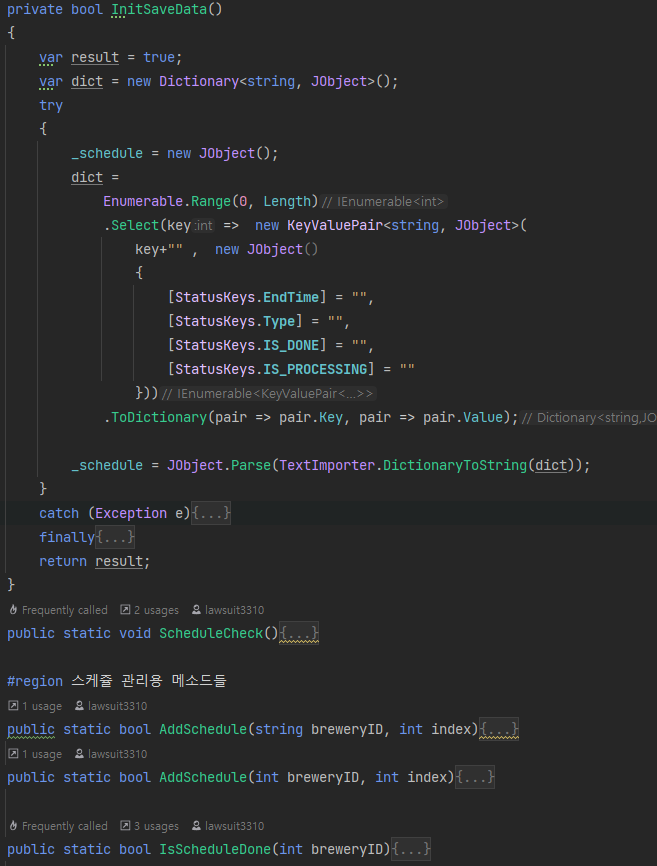 private bool InitSaveData()
{
var result = true;
var dict = new Dictionary<string, JObject>();
try
{
_schedule = new JObject();
dict =
Enumerable.Range(0, Length) // IEnumerable<int>
.Select(key :int => new KeyValuePair<string, JObject>(
key+"" , new JObject()
{
[StatusKeys.EndTime] = "",
[StatusKeys.Type] = "",
[StatusKeys.IS_DONE] = "",
[StatusKeys.IS_PROCESSING] = ""
})) // IEnumerable<KeyValuePair<...>>
.ToDictionary(pair => pair.Key, pair => pair.Value); // Dictionary<string,JO
_schedule = JObject.Parse(TextImporter.DictionaryToString(dict));
}
catch (Exception e){...}
finally{...}
return result;
}
Frequently called 2 usages lawsuit3310
public static void ScheduleCheck(){...}
#region 스케쥴 관리용 메소드들
1 usage lawsuit3310
public static bool AddSchedule(string breweryID, int index){...}
1 usage lawsuit3310
public static bool AddSchedule(int breweryID, int index){...}
Frequently called 3 usages lawsuit3310
public static bool IsScheduleDone(int breweryID){...}